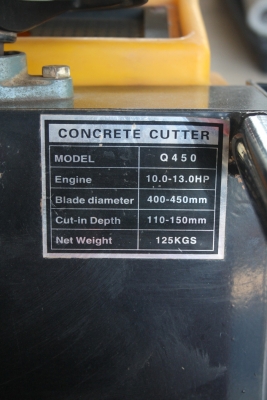 CONCRETE CUTTER
MODEL Q450
Engine 10.0-13.0HP
Blade diameter 400-450mm
Cut-in Depth 110-150mm
Net Weight 125KGS